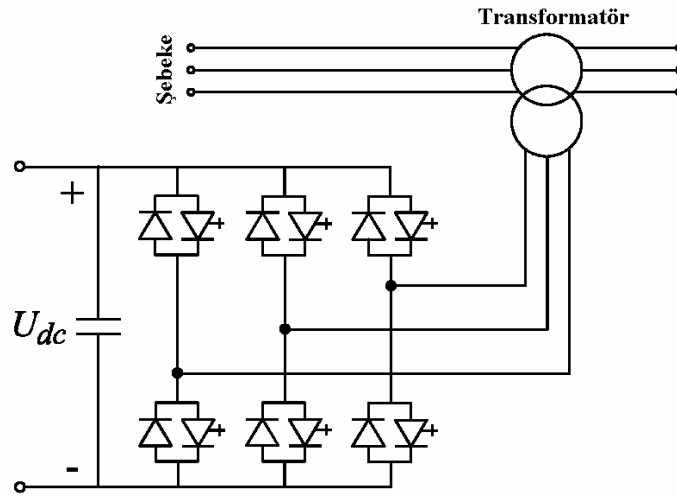 Transformatör
Şebeke
+
U_dc
-